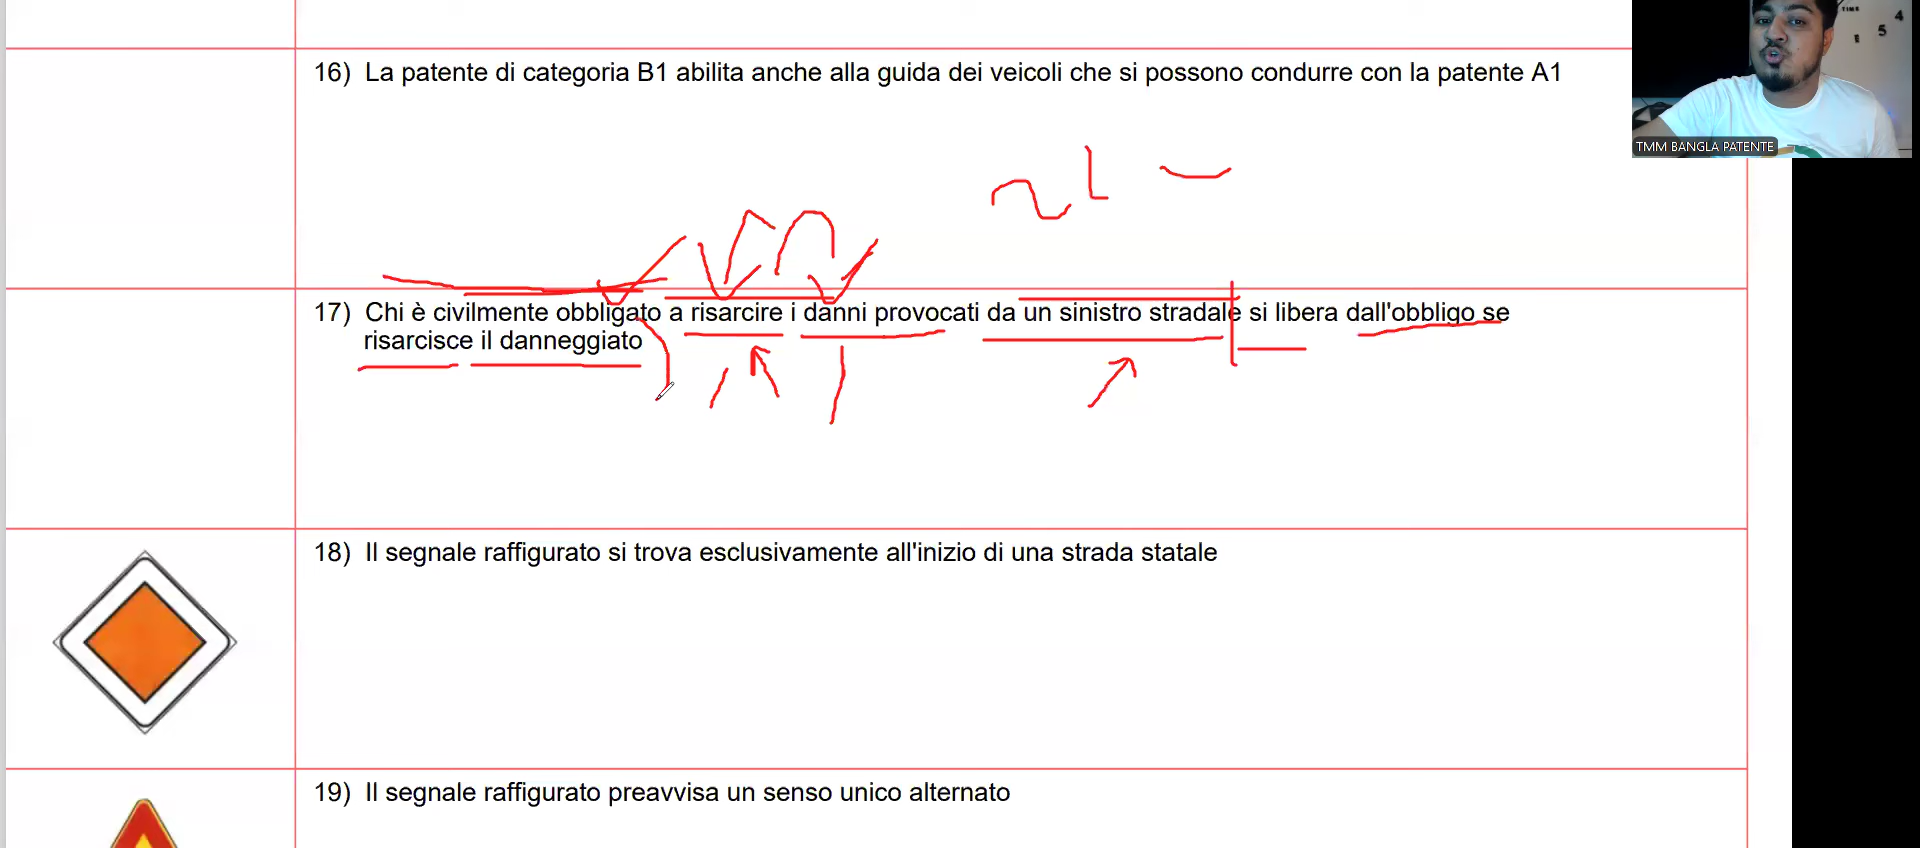 TIME
4
5
E
16) La patente di categoria B1 abilita anche alla guida dei veicoli che si possono condurre con la patente A1
TMM BANGLA PATENTE
17) Chi è civilmente obbligato a risarcire i danni provocati da un sinistro stradale si libera dall'obbligo se
risarcisce il danneggiato
18) Il segnale raffigurato si trova esclusivamente all'inizio di una strada statale
19) Il segnale raffigurato preavvisa un senso unico alternato